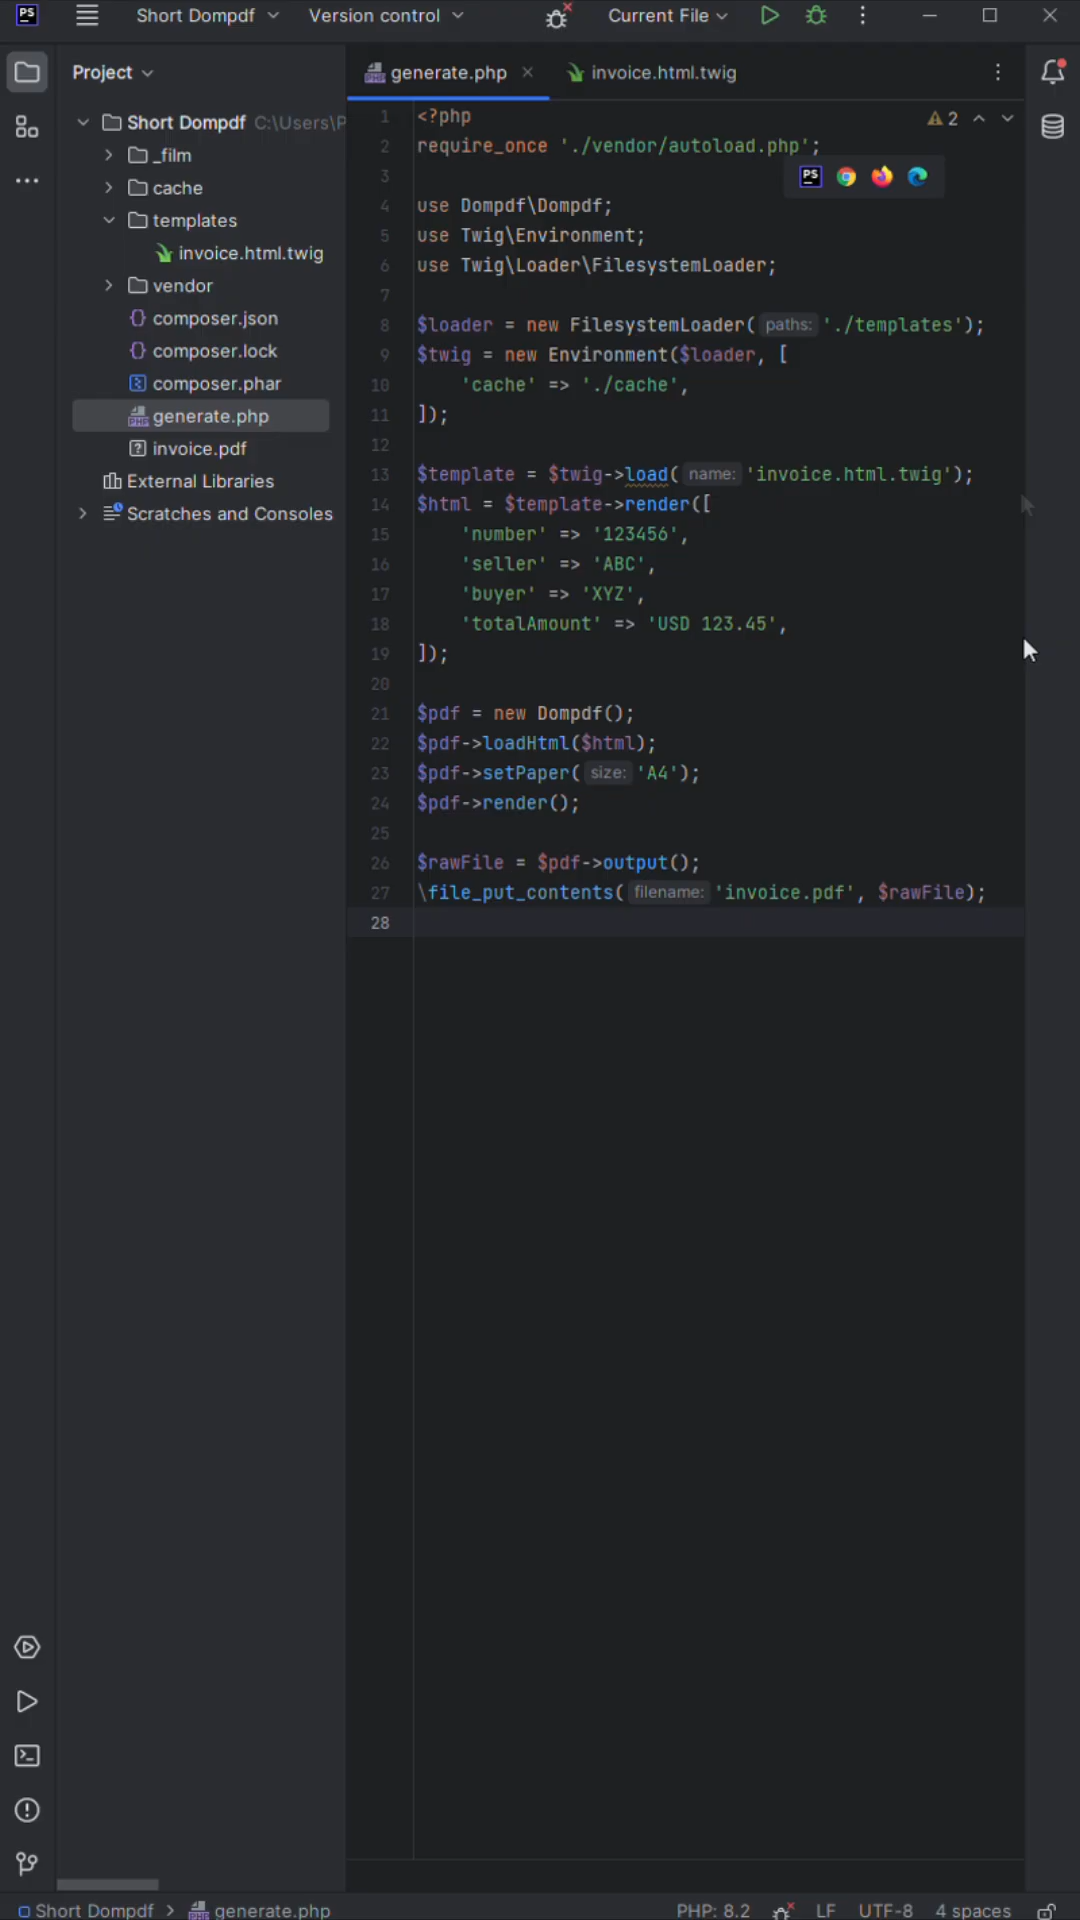 PS Short Dompdf Version control Current File
Project
generate.php
invoice.html.twig
Short Dompdf C:\Users\P
_film
cache
templates
invoice.html.twig
vendor
composer.json
composer.lock
composer.phar
generate.php
invoice.pdf
External Libraries
Scratches and Consoles
2
PS
1 <?php
2 require_once './vendor/autoload.php';
3
4 use Dompdf\Dompdf;
5 use Twig\Environment;
6 use Twig\Loader\FilesystemLoader;
7
8 $loader = new FilesystemLoader( paths: './templates');
9 $twig = new Environment($loader, [
10     'cache' => './cache',
11 ]);
12
13 $template = $twig->load( name: 'invoice.html.twig');
14 $html = $template->render([
15     'number' => '123456',
16     'seller' => 'ABC',
17     'buyer' => 'XYZ',
18     'totalAmount' => 'USD 123.45',
19 ]);
20
21 $pdf = new Dompdf();
22 $pdf->loadHtml($html);
23 $pdf->setPaper( size: 'A4');
24 $pdf->render();
25
26 $rawFile = $pdf->output();
27 \file_put_contents( filename: 'invoice.pdf', $rawFile);
28
Short Dompdf > generate.php PHP: 8.2 LF UTF-8 4 spaces